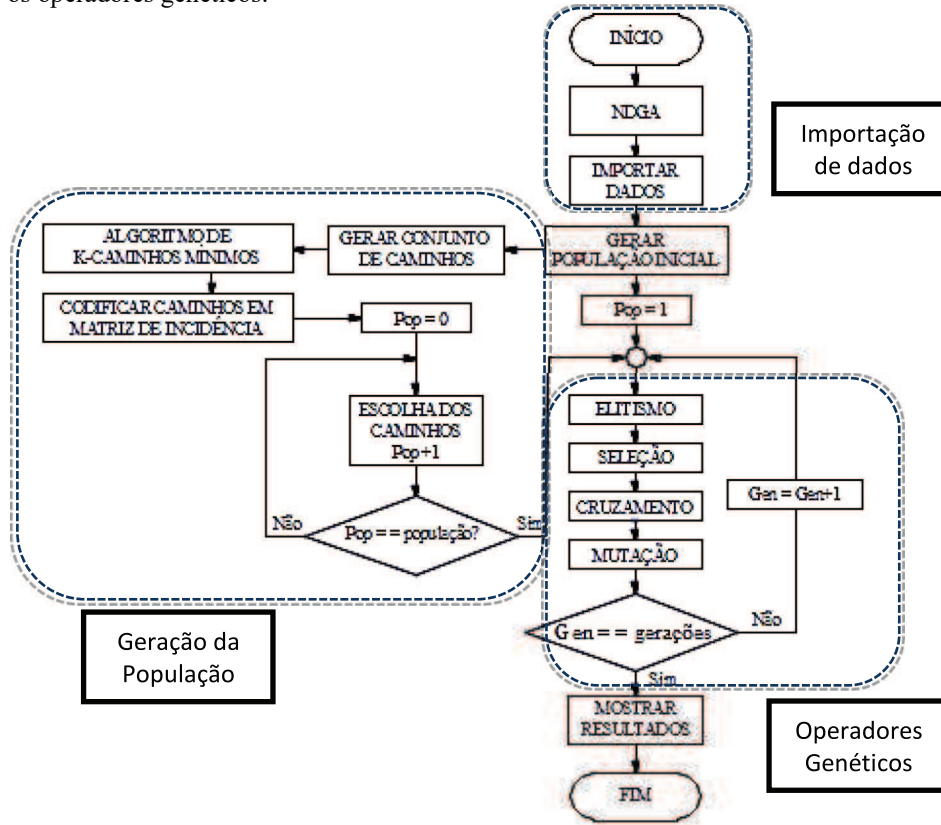 os operadores genéticos.
INÍCIO
NDGA
IMPORTAR
DADOS
Importação
de dados
GERAR
POPULAÇÃO INICIAL
GERAR CONJUNTO
DE CAMINHOS
ALGORITMO DE
K-CAMINHOS MÍNIMOS
CODIFICAR CAMINHOS EM
MATRIZ DE INCIDÊNCIA
Pop = 0
Pop = 1
ESCOLHA DOS
CAMINHOS
Pop+1
Pop == população?
Não
Sim
Geração da
População
ELITISMO
SELEÇÃO
CRUZAMENTO
MUTAÇÃO
Gen = Gen+1
Gen == gerações
Não
Sim
MOSTRAR
RESULTADOS
FIM
Operadores
Genéticos